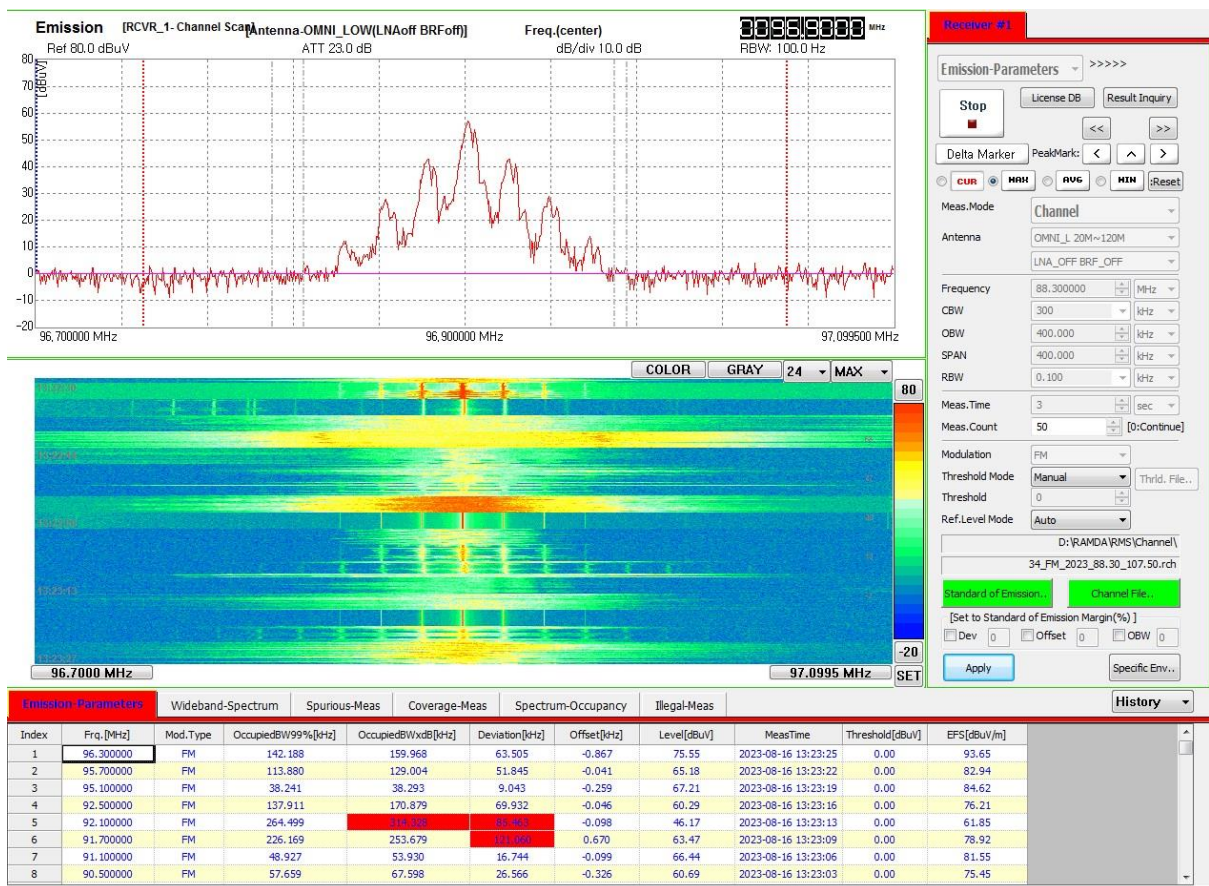 Emission [RCVR_1- Channel Scan] [Antenna-OMNI_LOW(LNAoff BRFoff)] Freq.(center) 0096.9000 MHz
Ref 80.0 dBuV ATT 23.0 dB dB/div 10.0 dB RBW: 100.0 Hz
[dBuV]
80
70
60
50
40
30
20
10
0
-10
-20
96,700000 MHz 96,900000 MHz 97,099500 MHz
COLOR GRAY 24 MAX
80
13:22:43
13:23:13
-20
96.7000 MHz 97.0995 MHz SET
Receiver #1
Emission-Parameters >>>>>
Stop License DB Result Inquiry
<< >>
Delta Marker PeakMark: < ^ >
CUR MAX AVG MIN :Reset
Meas.Mode Channel
Antenna OMNI_L 20M~120M
LNA_OFF BRF_OFF
Frequency 88.300000 MHz
CBW 300 kHz
OBW 400.000 kHz
SPAN 400.000 kHz
RBW 0.100 kHz
Meas.Time 3 sec
Meas.Count 50 [0:Continue]
Modulation FM
Threshold Mode Manual Thrld. File..
Threshold 0
Ref.Level Mode Auto
D:\RAMDA\RMS\Channel\
34_FM_2023_88.30_107.50.rch
Standard of Emission.. Channel File..
[Set to Standard of Emission Margin(%) ]
Dev 0 Offset 0 OBW 0
Apply Specific Env..
Emission-Parameters Wideband-Spectrum Spurious-Meas Coverage-Meas Spectrum-Occupancy Illegal-Meas History
Index Frq.[MHz] Mod.Type OccupiedBW99%[kHz] OccupiedBWxdB[kHz] Deviation[kHz] Offset[kHz] Level[dBuV] MeasTime Threshold[dBuV] EFS[dBuV/m]
1 96.300000 FM 142.188 159.968 63.505 -0.867 75.55 2023-08-16 13:23:25 0.00 93.65
2 95.700000 FM 113.880 129.004 51.845 -0.041 65.18 2023-08-16 13:23:22 0.00 82.94
3 95.100000 FM 38.241 38.293 9.043 -0.259 67.21 2023-08-16 13:23:19 0.00 84.62
4 92.500000 FM 137.911 170.879 69.932 -0.046 60.29 2023-08-16 13:23:16 0.00 76.21
5 92.100000 FM 264.499 314.328 85.463 -0.098 46.17 2023-08-16 13:23:13 0.00 61.85
6 91.700000 FM 226.169 253.679 121.060 0.670 63.47 2023-08-16 13:23:09 0.00 78.92
7 91.100000 FM 48.927 53.930 16.744 -0.099 66.44 2023-08-16 13:23:06 0.00 81.55
8 90.500000 FM 57.659 67.598 26.566 -0.326 60.69 2023-08-16 13:23:03 0.00 75.45